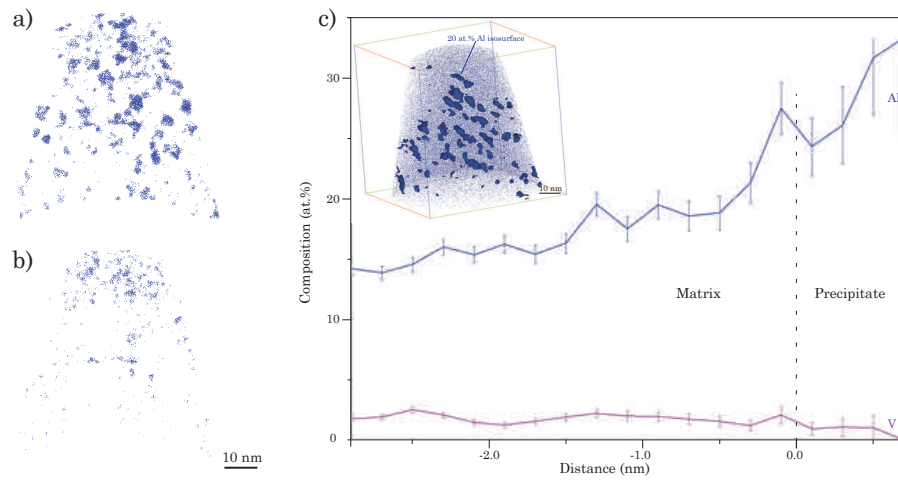 a)
b)
10 nm
c)
20 at.% Al isosurface
10 nm
Composition (at.%)
30
20
10
0
Al
V
Matrix
Precipitate
-2.0
-1.0
0.0
Distance (nm)